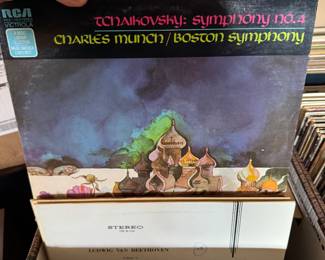 RCA
VICTROLA
TCHAIKOVSKY: SYMPHONY NO.4
CHARLES MUNCH/BOSTON SYMPHONY
STEREO
LUDWIG VAN BEETHOVEN